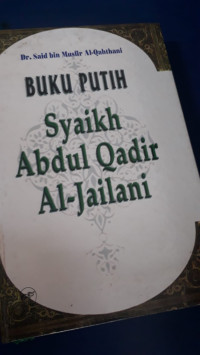 Dr. Said bin Musfir Al-Qahthani
BUKU PUTIH
Syaikh
Abdul Qadir
Al-Jailani